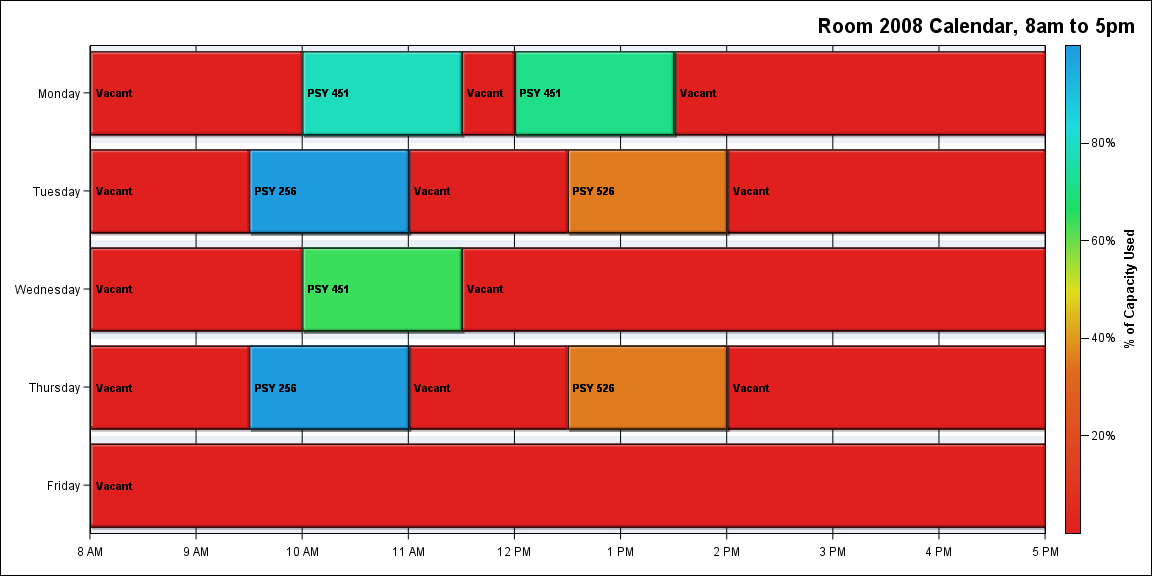 Room 2008 Calendar, 8am to 5pm
Monday
Vacant
PSY 451
Vacant
PSY 451
Vacant
Tuesday
Vacant
PSY 256
Vacant
PSY 526
Vacant
Wednesday
Vacant
PSY 451
Vacant
Thursday
Vacant
PSY 256
Vacant
PSY 526
Vacant
Friday
Vacant
8 AM
9 AM
10 AM
11 AM
12 PM
1 PM
2 PM
3 PM
4 PM
5 PM
80%
60%
40%
20%
% of Capacity Used